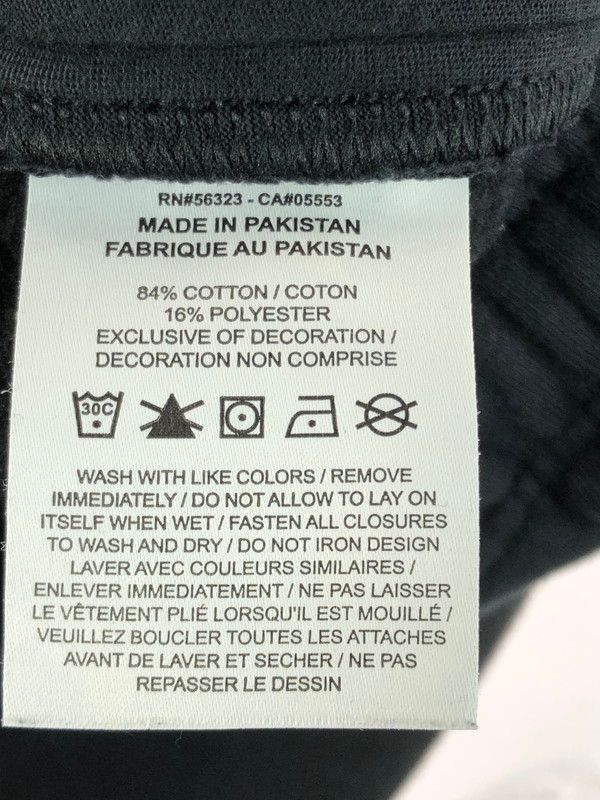 RN#56323 - CA#05553
MADE IN PAKISTAN
FABRIQUE AU PAKISTAN
84% COTTON / COTON
16% POLYESTER
EXCLUSIVE OF DECORATION /
DECORATION NON COMPRISE
30C
WASH WITH LIKE COLORS / REMOVE
IMMEDIATELY / DO NOT ALLOW TO LAY ON
ITSELF WHEN WET / FASTEN ALL CLOSURES
TO WASH AND DRY / DO NOT IRON DESIGN
LAVER AVEC COULEURS SIMILAIRES /
ENLEVER IMMEDIATEMENT / NE PAS LAISSER
LE VÊTEMENT PLIÉ LORSQU'IL EST MOUILLÉ /
VEUILLEZ BOUCLER TOUTES LES ATTACHES
AVANT DE LAVER ET SECHER / NE PAS
REPASSER LE DESSIN